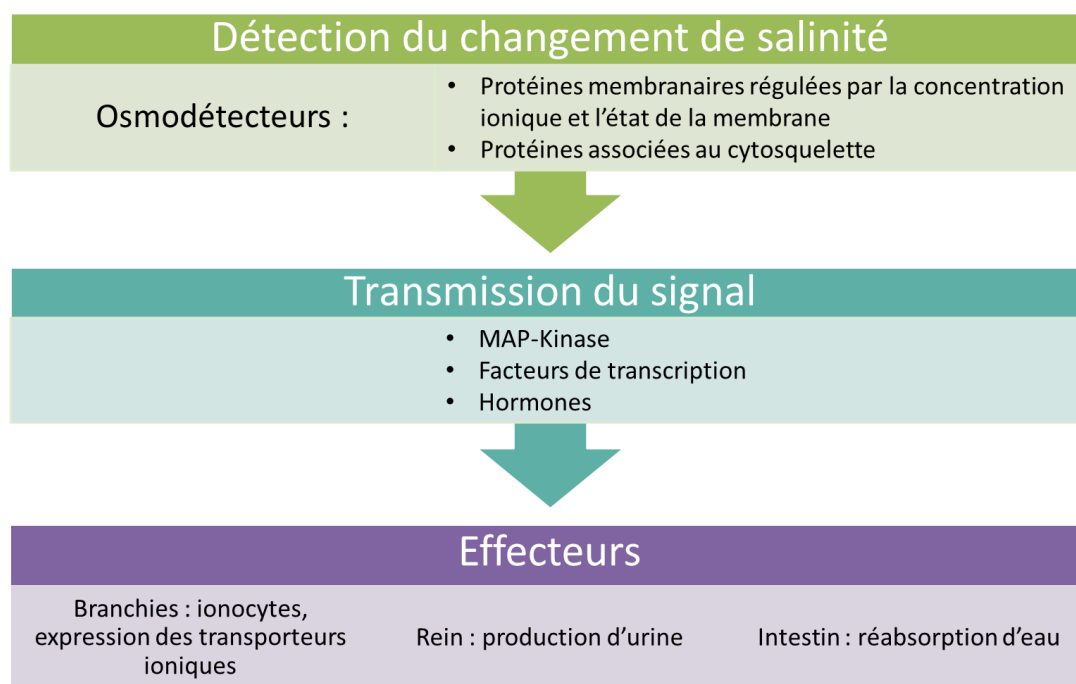 Détection du changement de salinité
Osmodétecteurs :
• Protéines membranaires régulées par la concentration
ionique et l’état de la membrane
• Protéines associées au cytosquelette
Transmission du signal
• MAP-Kinase
• Facteurs de transcription
• Hormones
Effecteurs
Branchies : ionocytes,
expression des transporteurs
ioniques
Rein : production d’urine
Intestin : réabsorption d’eau